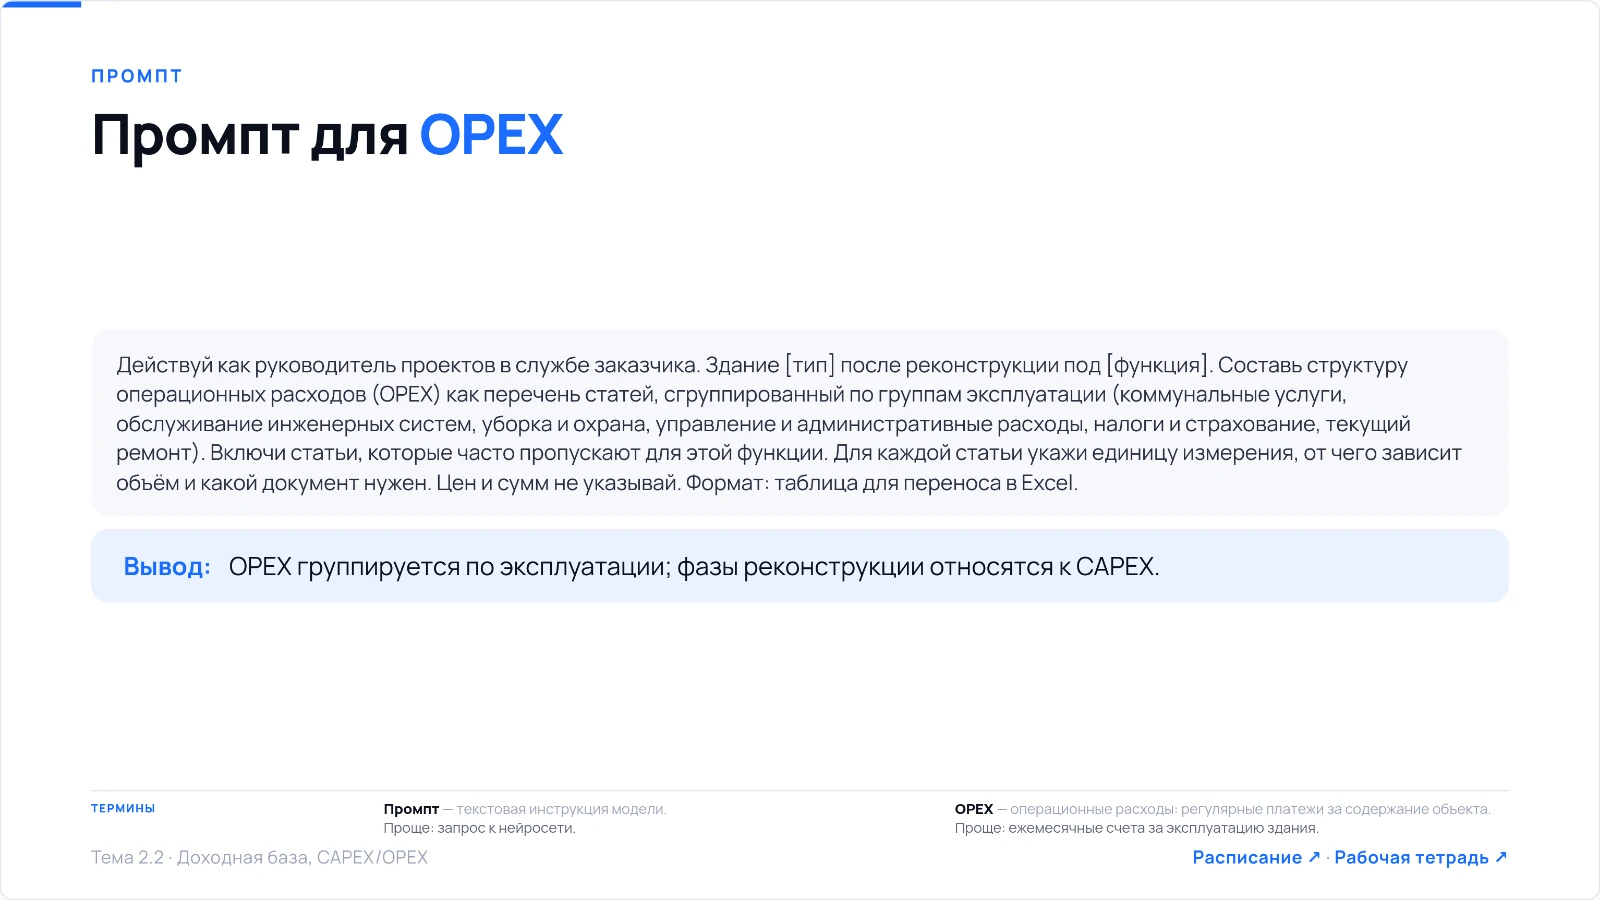 ПРОМПТ
Промпт для OPEX
Действуй как руководитель проектов в службе заказчика. Здание [тип] после реконструкции под [функция]. Составь структуру
операционных расходов (OPEX) как перечень статей, сгруппированный по группам эксплуатации (коммунальные услуги,
обслуживание инженерных систем, уборка и охрана, управление и административные расходы, налоги и страхование, текущий
ремонт). Включи статьи, которые часто пропускают для этой функции. Для каждой статьи укажи единицу измерения, от чего зависит
объём и какой документ нужен. Цен и сумм не указывай. Формат: таблица для переноса в Excel.
Вывод: OPEX группируется по эксплуатации; фазы реконструкции относятся к CAPEX.
ТЕРМИНЫ
Промпт — текстовая инструкция модели.
Проще: запрос к нейросети.
OPEX — операционные расходы: регулярные платежи за содержание объекта.
Проще: ежемесячные счета за эксплуатацию здания.
Тема 2.2 · Доходная база, CAPEX/OPEX
Расписание ↗ · Рабочая тетрадь ↗